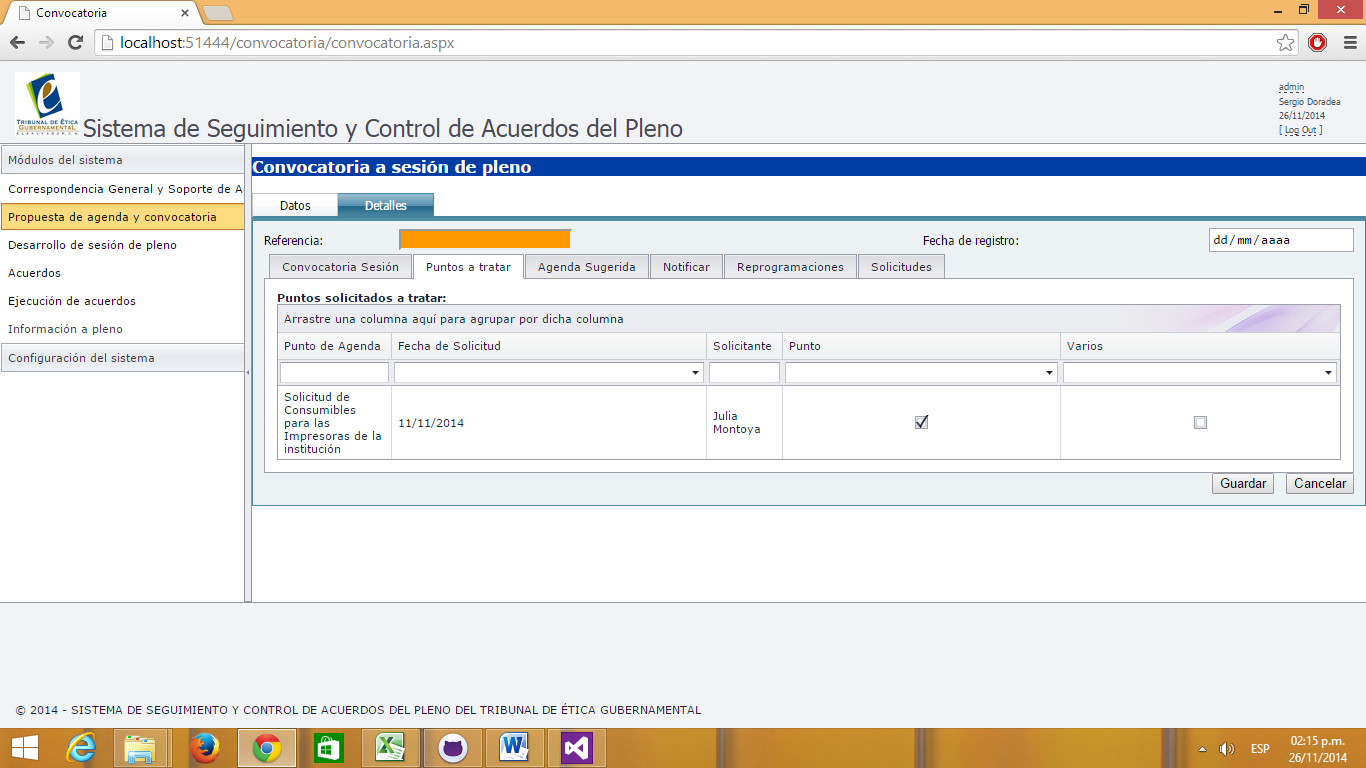 Convocatoria
localhost:51444/convocatoria/convocatoria.aspx
TRIBUNAL DE ÉTICA
GUBERNAMENTAL
Sistema de Seguimiento y Control de Acuerdos del Pleno
admin
Sergio Doradea
26/11/2014
[ Log Out ]
Módulos del sistema
Correspondencia General y Soporte de A
Propuesta de agenda y convocatoria
Desarrollo de sesión de pleno
Acuerdos
Ejecución de acuerdos
Información a pleno
Configuración del sistema
Convocatoria a sesión de pleno
Datos
Detalles
Referencia:
Fecha de registro:
dd/mm/aaaa
Convocatoria Sesión
Puntos a tratar
Agenda Sugerida
Notificar
Reprogramaciones
Solicitudes
Puntos solicitados a tratar:
Arrastre una columna aquí para agrupar por dicha columna
Punto de Agenda
Fecha de Solicitud
Solicitante
Punto
Varios
Solicitud de
Consumibles
para las
Impresoras de la
institución
11/11/2014
Julia
Montoya
Guardar
Cancelar
© 2014 - SISTEMA DE SEGUIMIENTO Y CONTROL DE ACUERDOS DEL PLENO DEL TRIBUNAL DE ÉTICA GUBERNAMENTAL
ESP
02:15 p.m.
26/11/2014